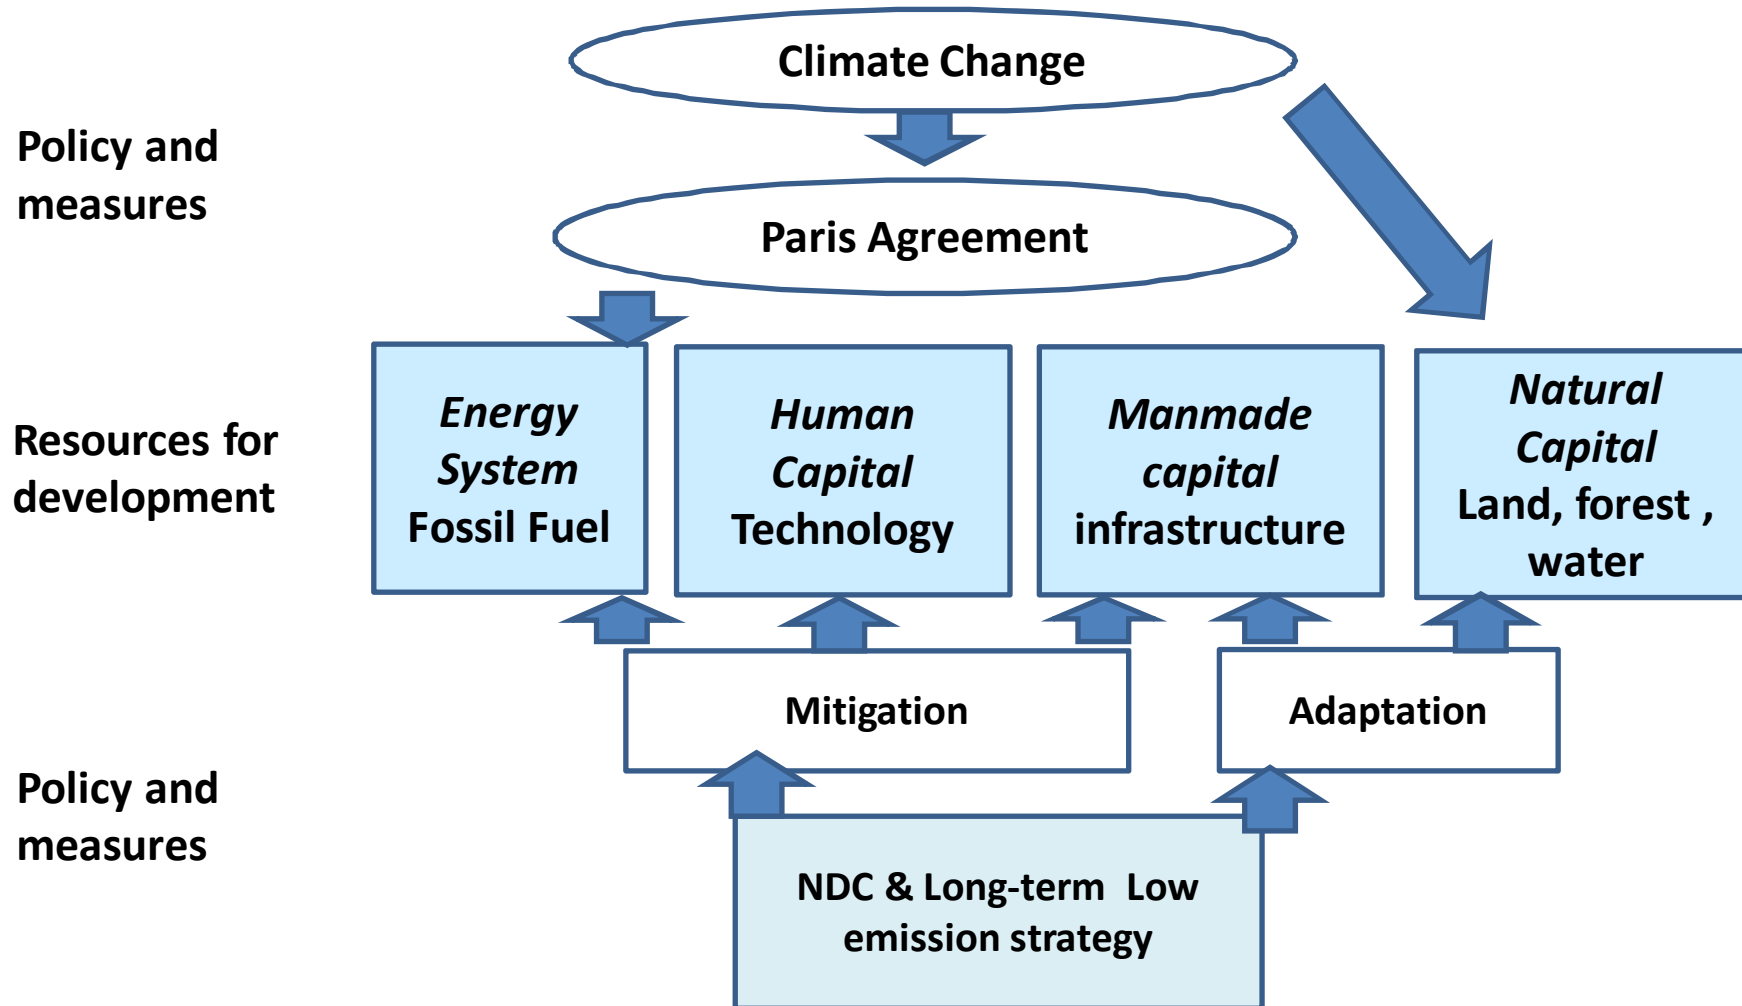 Climate Change
Policy and
measures
Paris Agreement
Resources for
development
Energy
System
Fossil Fuel
Human
Capital
Technology
Manmade
capital
infrastructure
Natural
Capital
Land, forest ,
water
Mitigation
Adaptation
Policy and
measures
NDC & Long-term  Low
emission strategy